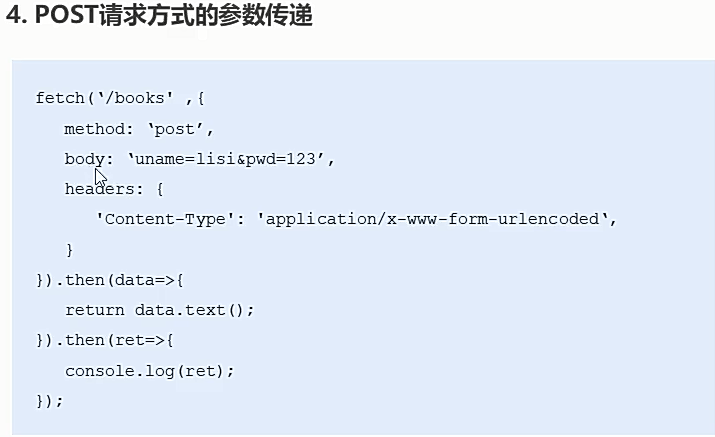 4. POST请求方式的参数传递
fetch(‘/books' ,{
method: ‘post’,
body: ‘uname=lisi&pwd=123’,
headers: {
'Content-Type': 'application/x-www-form-urlencoded‘,
}
}).then(data=>{
return data.text();
}).then(ret=>{
console.log(ret);
});